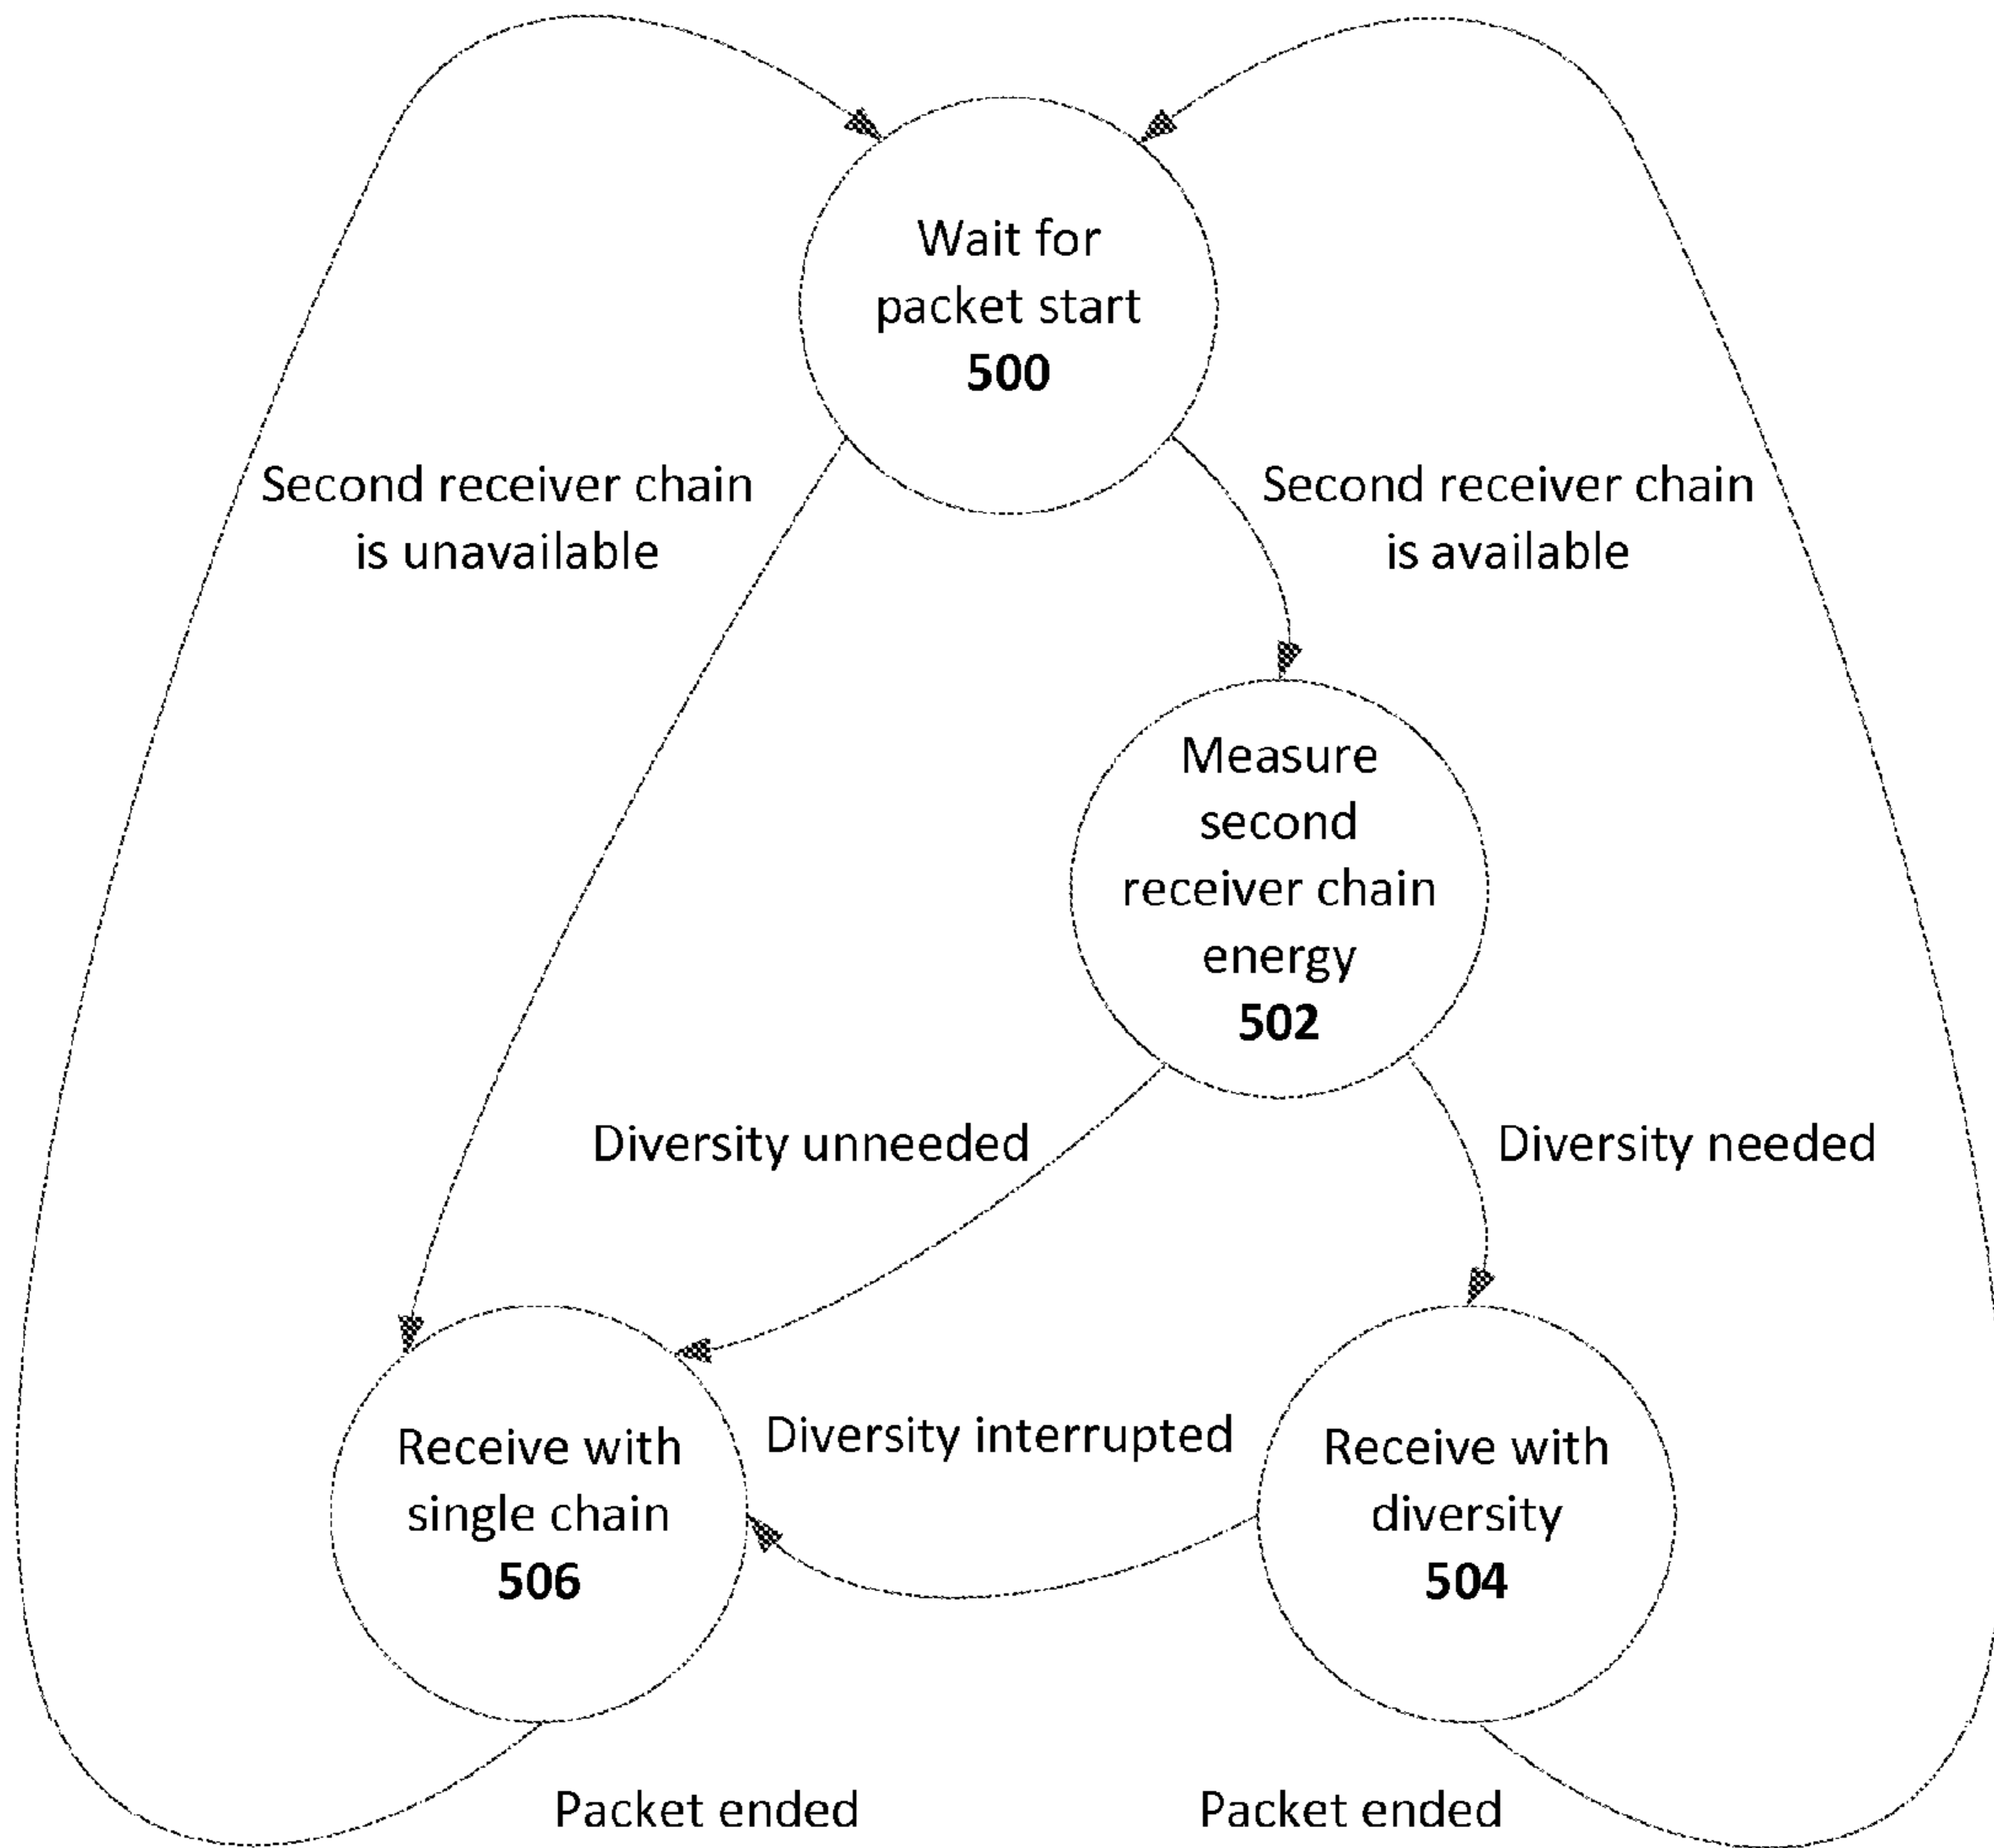 Wait for
packet start
500
Second receiver chain
is unavailable
Second receiver chain
is available
Measure
second
receiver chain
energy
502
Diversity unneeded
Diversity needed
Receive with
single chain
506
Diversity interrupted
Receive with
diversity
504
Packet ended
Packet ended